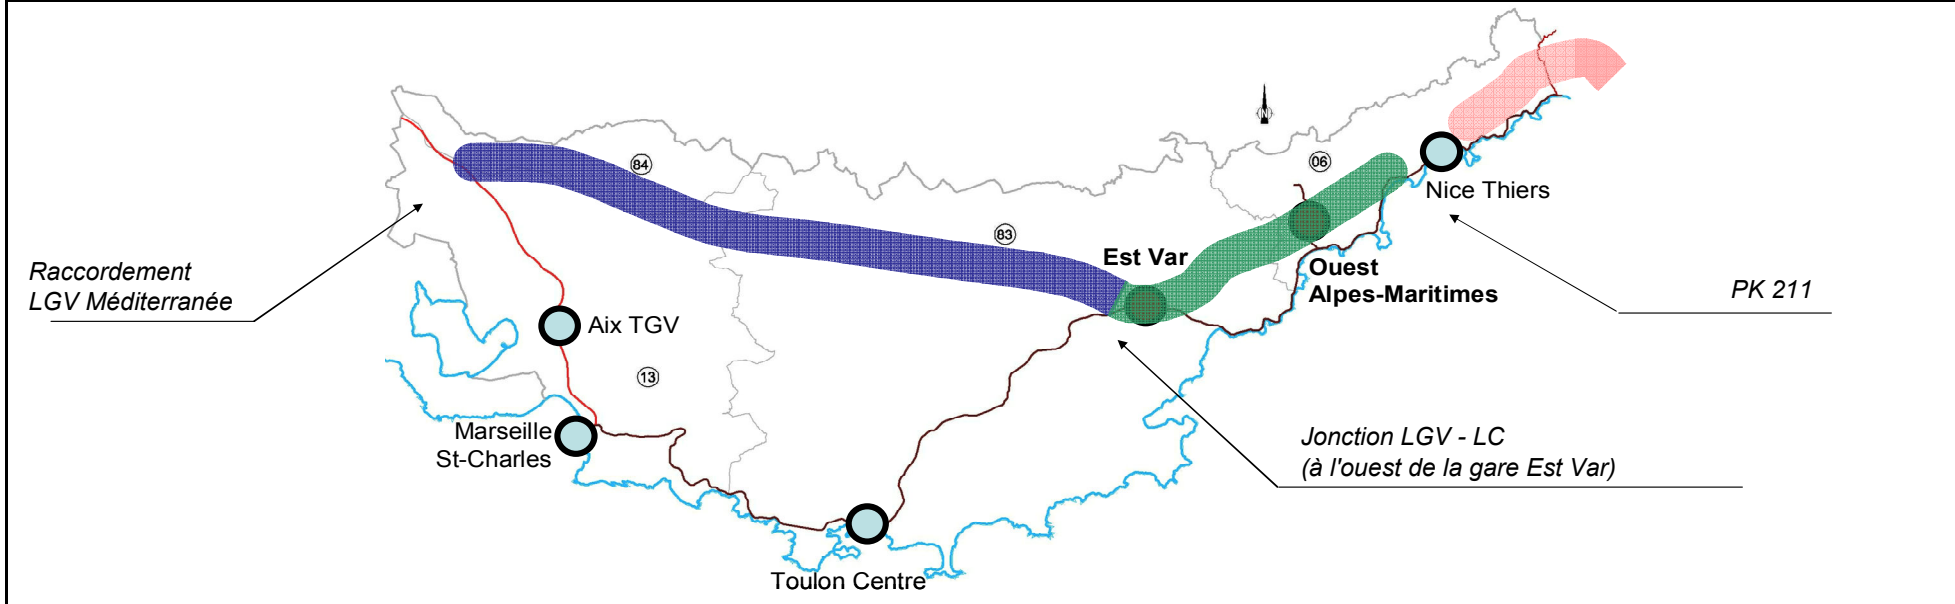 N
84
06
Nice Thiers
83
Est Var
Ouest
Alpes-Maritimes
Raccordement
LGV Méditerranée
PK 211
Aix TGV
13
Marseille
St-Charles
Jonction LGV - LC
(à l'ouest de la gare Est Var)
Toulon Centre